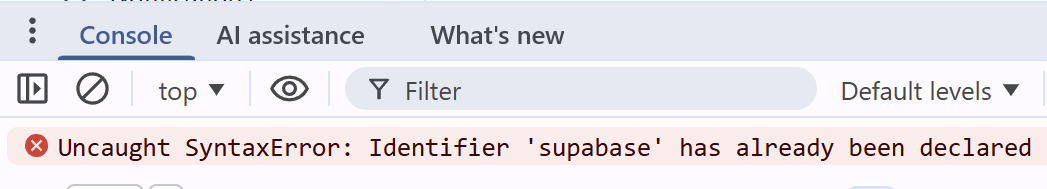 Console AI assistance What's new
top Filter Default levels
Uncaught SyntaxError: Identifier 'supabase' has already been declared